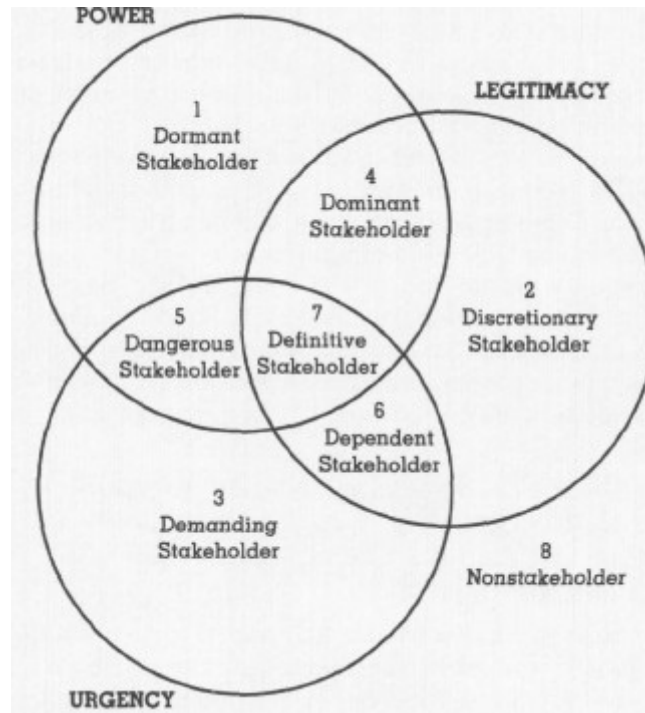 POWER
LEGITIMACY
1
Dormant
Stakeholder
4
Dominant
Stakeholder
2
Discretionary
Stakeholder
5
Dangerous
Stakeholder
7
Definitive
Stakeholder
6
Dependent
Stakeholder
3
Demanding
Stakeholder
8
Nonstakeholder
URGENCY